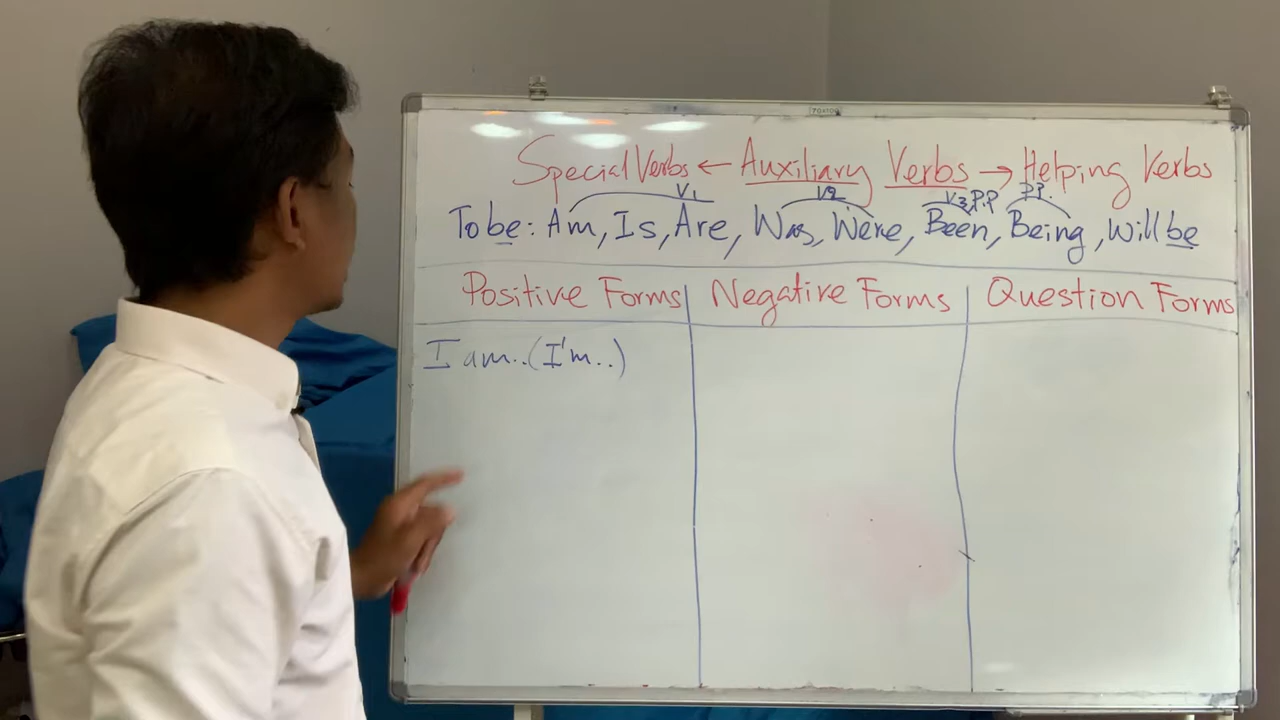 Special Verbs ← Auxiliary Verbs → Helping Verbs
V1 V2 V3 P.P P.P.
To be: Am, Is, Are, Was, Were, Been, Being, Will be
Positive Forms Negative Forms Question Forms
I am..(I'm..)